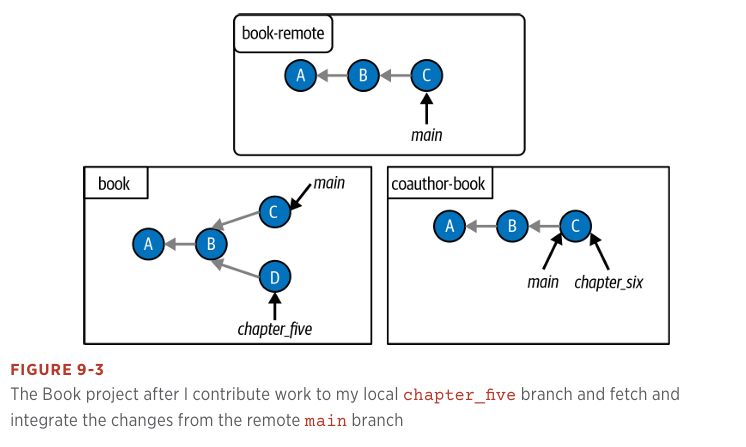 book-remote
A B C
main
book
main
C
A B
D
chapter_five
coauthor-book
A B C
main chapter_six
FIGURE 9-3
The Book project after I contribute work to my local chapter_five branch and fetch and
integrate the changes from the remote main branch